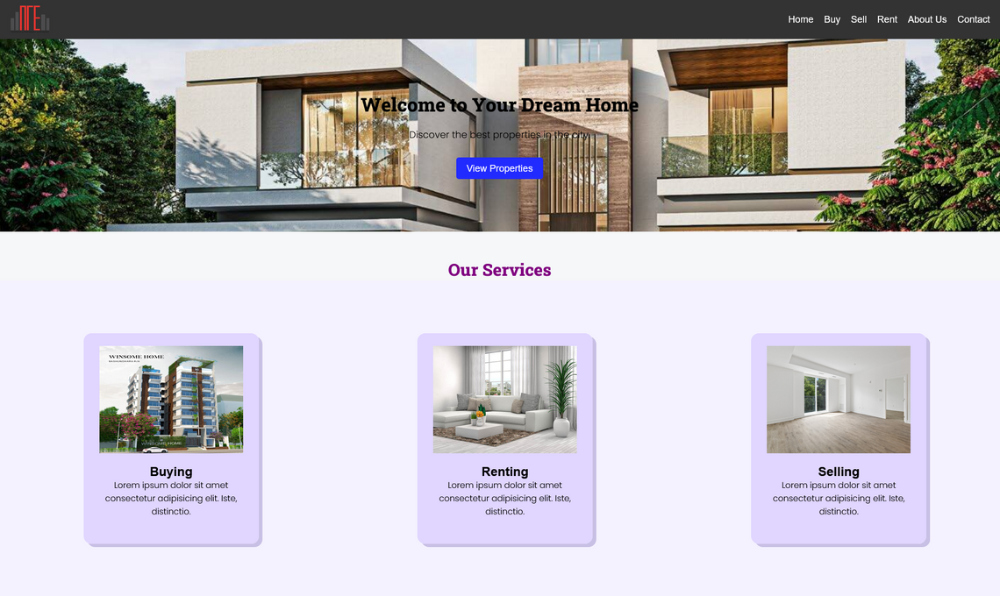 Home Buy Sell Rent About Us Contact
Welcome to Your Dream Home
Discover the best properties in the city.
View Properties
Our Services
WINSOME HOME
WINSOME HOME
Buying
Lorem ipsum dolor sit amet
consectetur adipisicing elit. Iste,
distinctio.
Renting
Lorem ipsum dolor sit amet
consectetur adipisicing elit. Iste,
distinctio.
Selling
Lorem ipsum dolor sit amet
consectetur adipisicing elit. Iste,
distinctio.